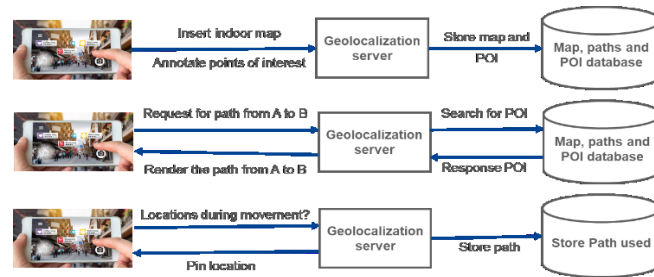 Insert indoor map
Annotate points of interest
Geolocalization
server
Store map and
POI
Map, paths and
POI database
Request for path from A to B
Render the path from A to B
Geolocalization
server
Search for POI
Response POI
Map, paths and
POI database
Locations during movement?
Pin location
Geolocalization
server
Store path
Store Path used